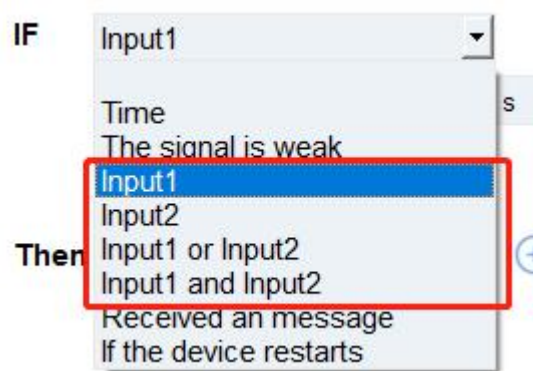 IF
Input1
s
Time
The signal is weak
Input1
Input2
Then
Input1 or Input2
Input1 and Input2
Received an message
If the device restarts